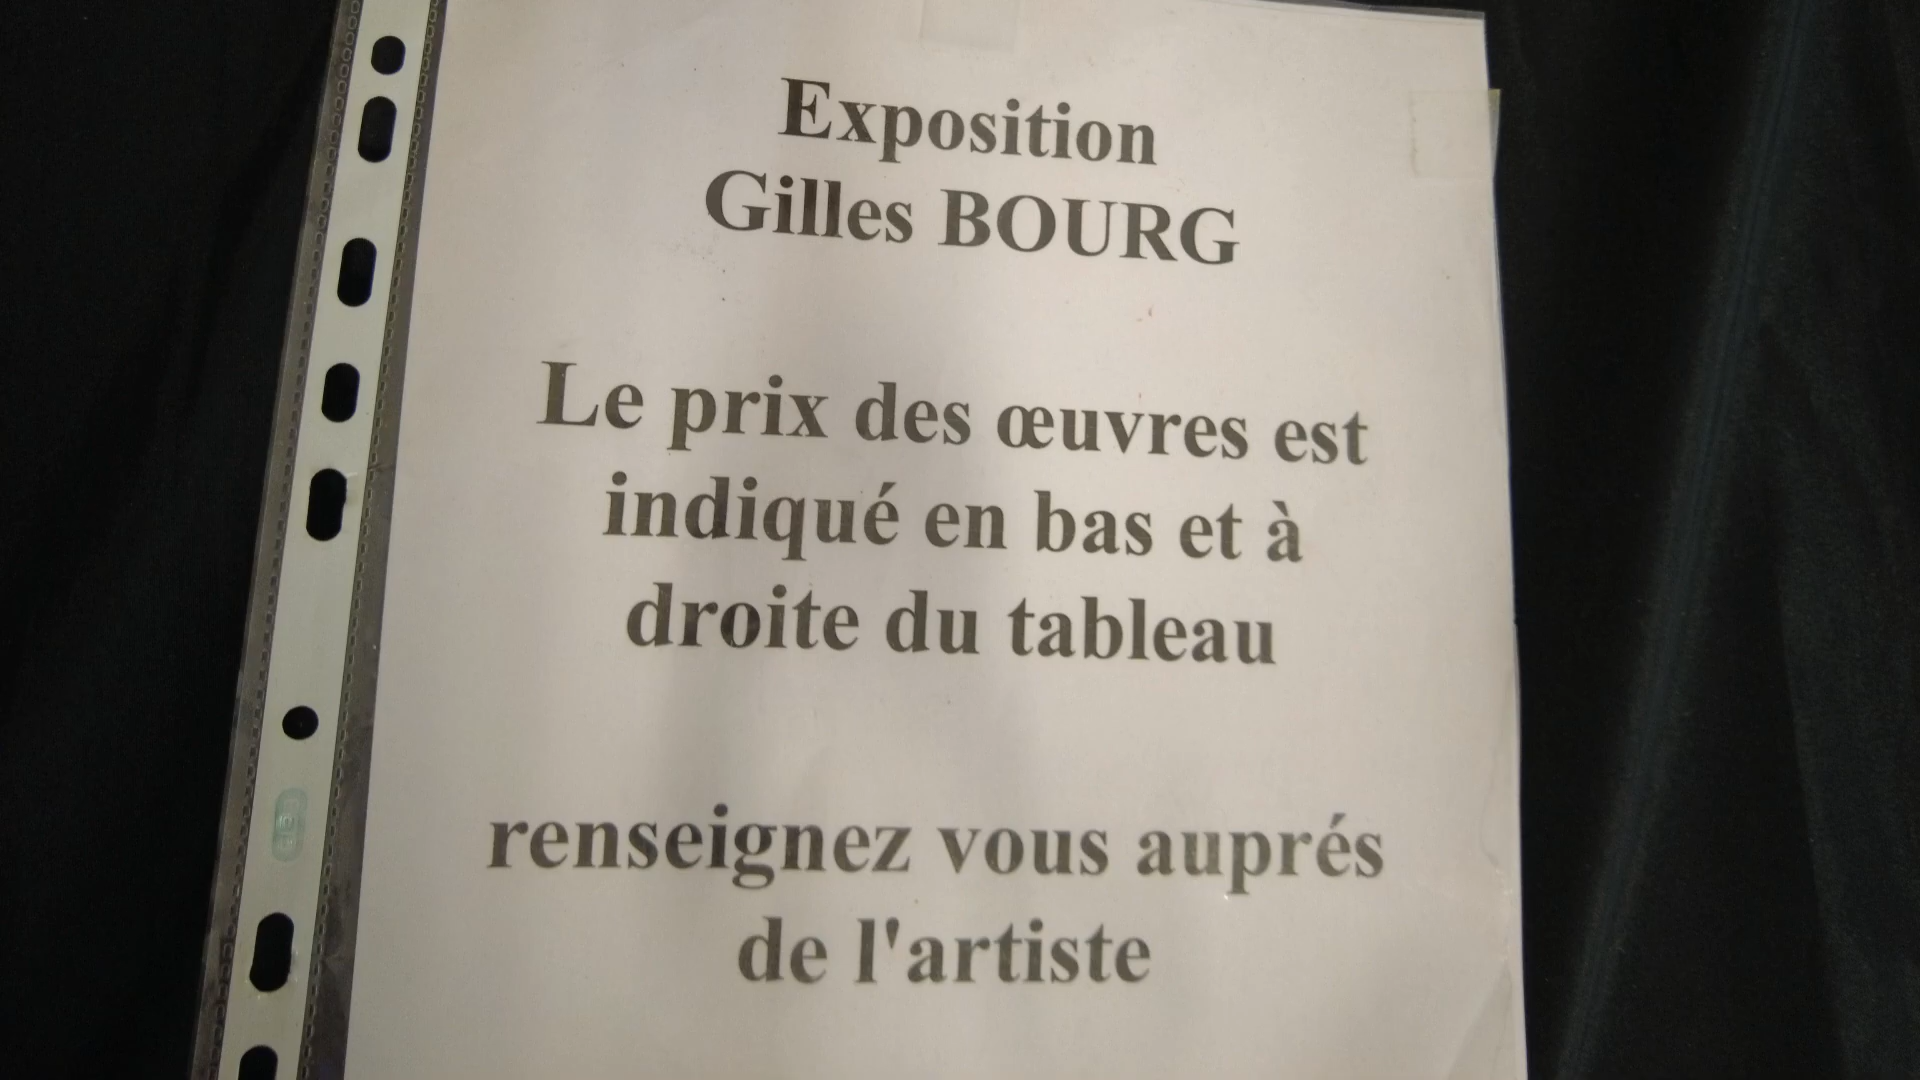 Exposition
Gilles BOURG
Le prix des œuvres est
indiqué en bas et à
droite du tableau
renseignez vous auprés
de l'artiste